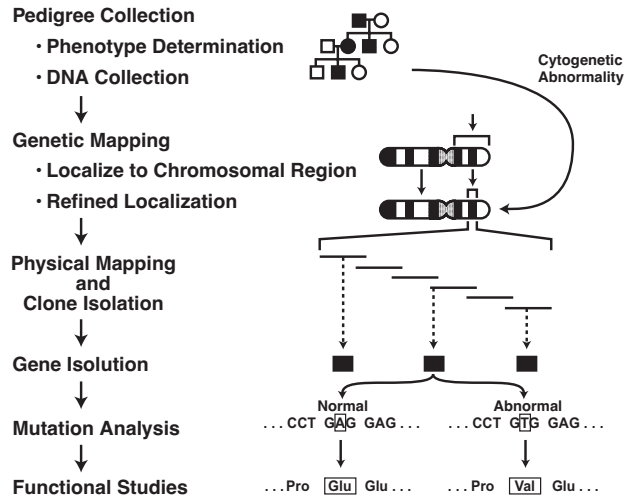 Pedigree Collection
· Phenotype Determination
· DNA Collection
Cytogenetic
Abnormality
Genetic Mapping
· Localize to Chromosomal Region
· Refined Localization
Physical Mapping
and
Clone Isolation
Gene Isolution
Normal
Abnormal
Mutation Analysis
. . . CCT GAG GAG . . .
. . . CCT GTG GAG . . .
Functional Studies
. . . Pro Glu Glu . . .
. . . Pro Val Glu . . .